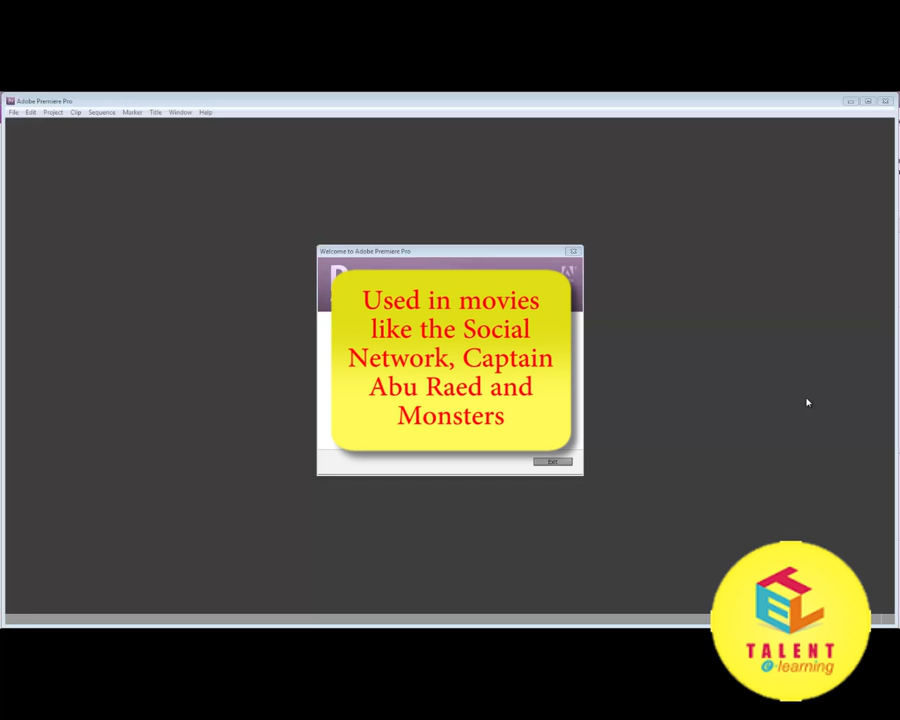 Adobe Premiere Pro
File Edit Project Clip Sequence Marker Title Window Help
Welcome to Adobe Premiere Pro
Used in movies
like the Social
Network, Captain
Abu Raed and
Monsters
Exit
TEL
TALENT
e-learning